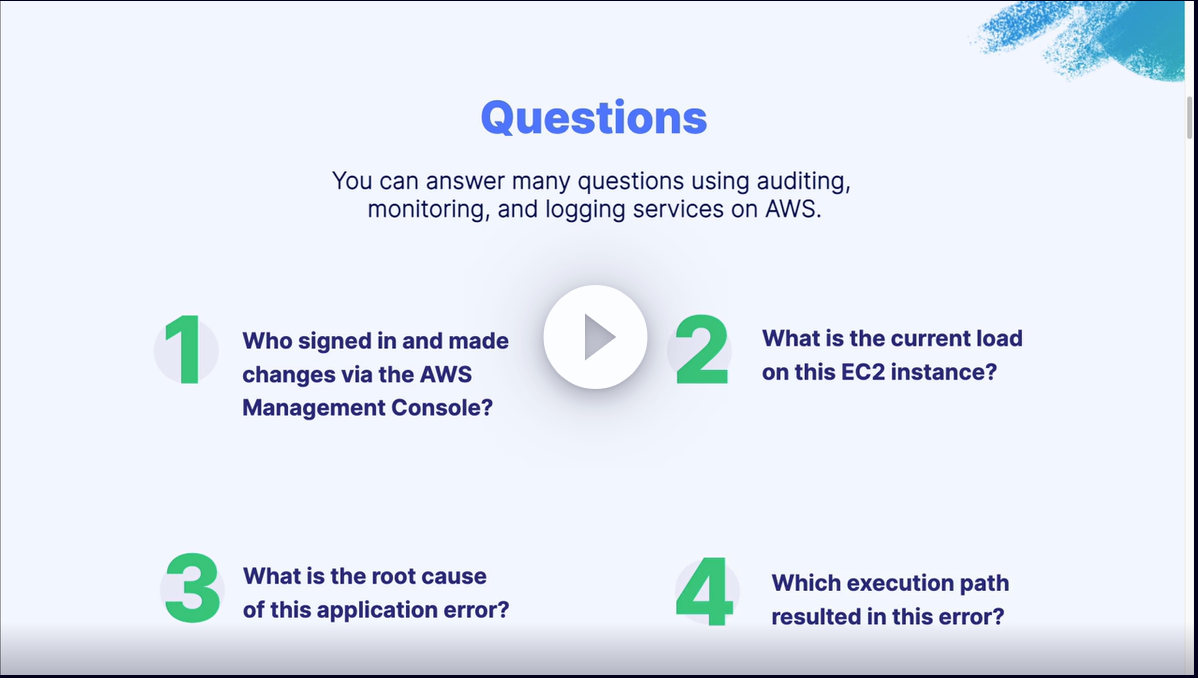 Questions
You can answer many questions using auditing,
monitoring, and logging services on AWS.
1
Who signed in and made
changes via the AWS
Management Console?
2
What is the current load
on this EC2 instance?
3
What is the root cause
of this application error?
4
Which execution path
resulted in this error?